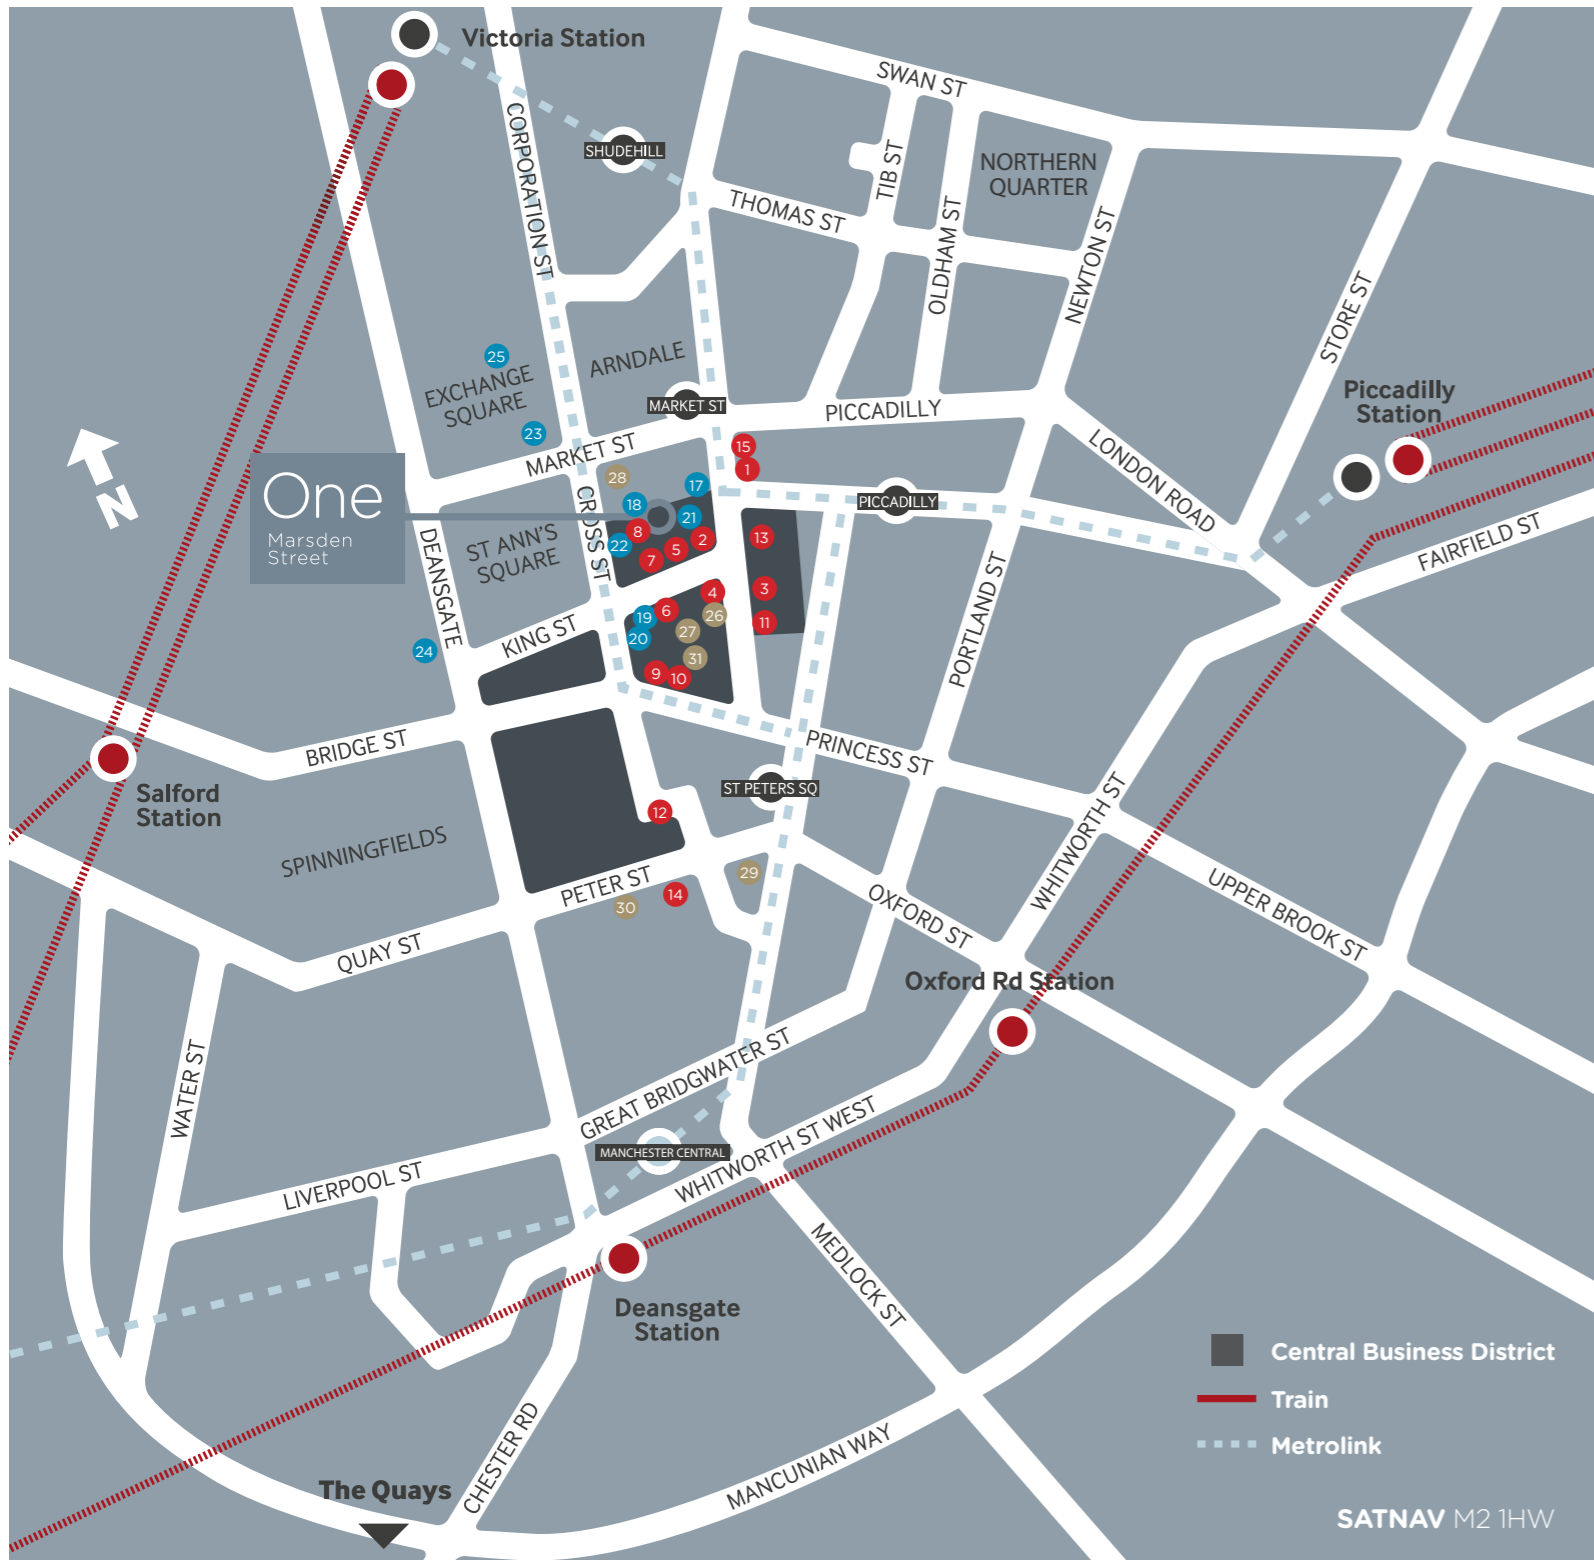 Victoria Station
SWAN ST
CORPORATION ST
SHUDEHILL
TIB ST
NORTHERN
QUARTER
THOMAS ST
OLDHAM ST
NEWTON ST
STORE ST
25
EXCHANGE
SQUARE
ARNDALE
MARKET ST
PICCADILLY
Piccadilly
Station
23
MARKET ST
15
1
LONDON ROAD
28
17
N
One
Marsden
Street
CROSS ST
18
21
PICCADILLY
8
2
22
5
7
13
FAIRFIELD ST
DEANSGATE
ST ANN'S
SQUARE
PORTLAND ST
4
3
19
6
26
11
20
27
KING ST
24
31
9
10
BRIDGE ST
PRINCESS ST
ST PETERS SQ
Salford
Station
12
WHITWORTH ST
SPINNINGFIELDS
PETER ST
29
14
30
OXFORD ST
UPPER BROOK ST
QUAY ST
Oxford Rd Station
WATER ST
GREAT BRIDGWATER ST
MANCHESTER CENTRAL
WHITWORTH ST WEST
LIVERPOOL ST
MEDLOCK ST
Deansgate
Station
Central Business District
Train
Metrolink
CHESTER RD
MANCUNIAN WAY
The Quays
SATNAV M2 1HW